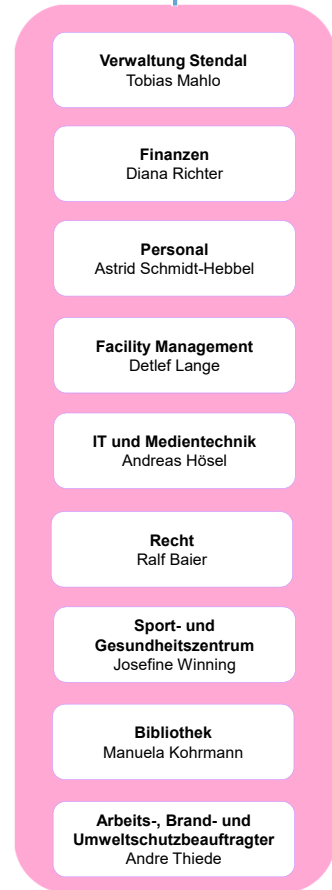 Verwaltung Stendal
Tobias Mahlo
Finanzen
Diana Richter
Personal
Astrid Schmidt-Hebbel
Facility Management
Detlef Lange
IT und Medientechnik
Andreas Hösel
Recht
Ralf Baier
Sport- und
Gesundheitszentrum
Josefine Winning
Bibliothek
Manuela Kohrmann
Arbeits-, Brand- und
Umweltschutzbeauftragter
Andre Thiede